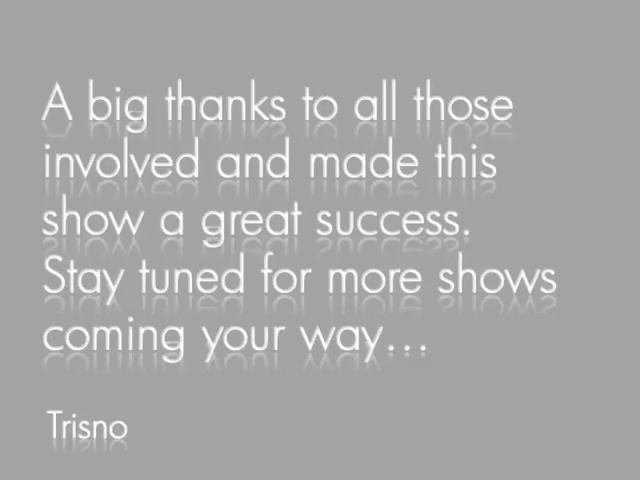 A big thanks to all those
involved and made this
show a great success.
Stay tuned for more shows
coming your way...
Trisno